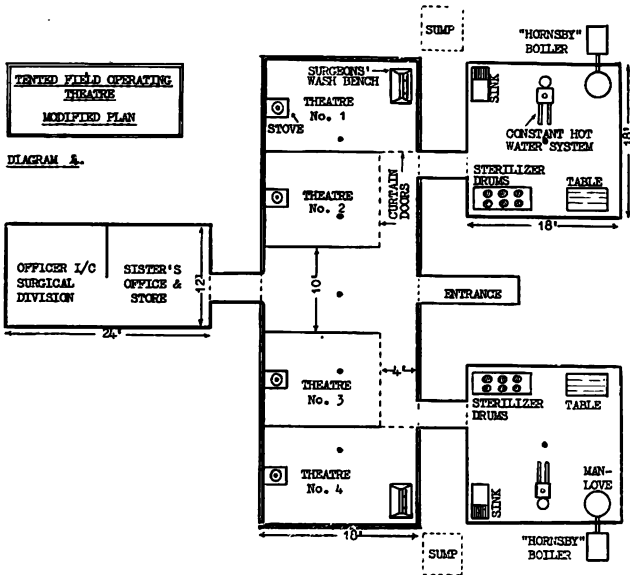 TENTED FIELD OPERATING
THEATRE
MODIFIED PLAN
DIAGRAM
SUMP
"HORNSBY"
BOILER
SURGEONS'
WASH BENCH
THEATRE
No. 1
STOVE
SINK
CONSTANT HOT
WATER SYSTEM
18'
STERILIZER
DRUMS
TABLE
18'
THEATRE
No. 2
CURTAIN
DOORS
OFFICER I/C
SURGICAL
DIVISION
SISTER'S
OFFICE &
STORE
12'
24'
10'
ENTRANCE
4'
THEATRE
No. 3
STERILIZER
DRUMS
TABLE
THEATRE
No. 4
SINK
MAN-
LOVE
18'
SUMP
"HORNSBY"
BOILER